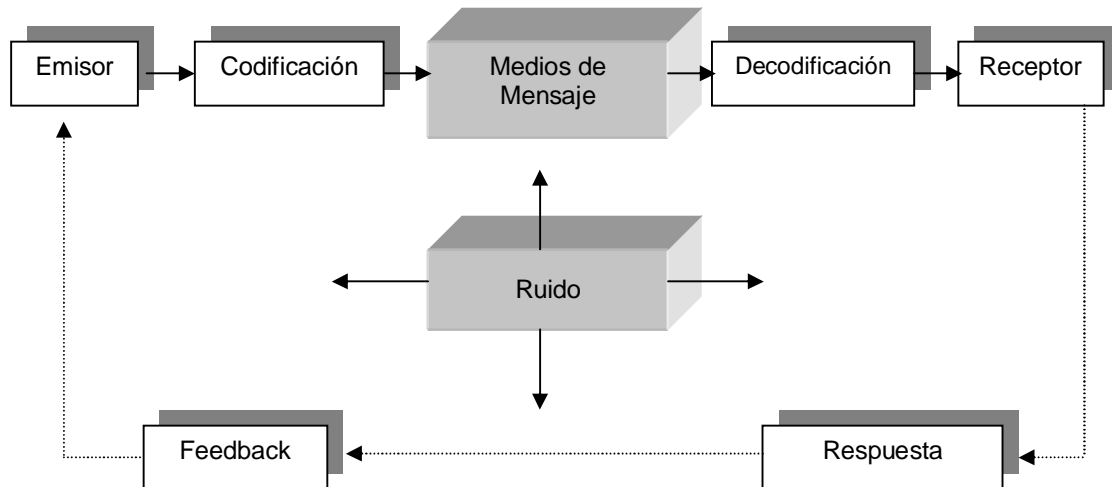 Emisor
Codificación
Medios de
Mensaje
Decodificación
Receptor
Ruido
Feedback
Respuesta